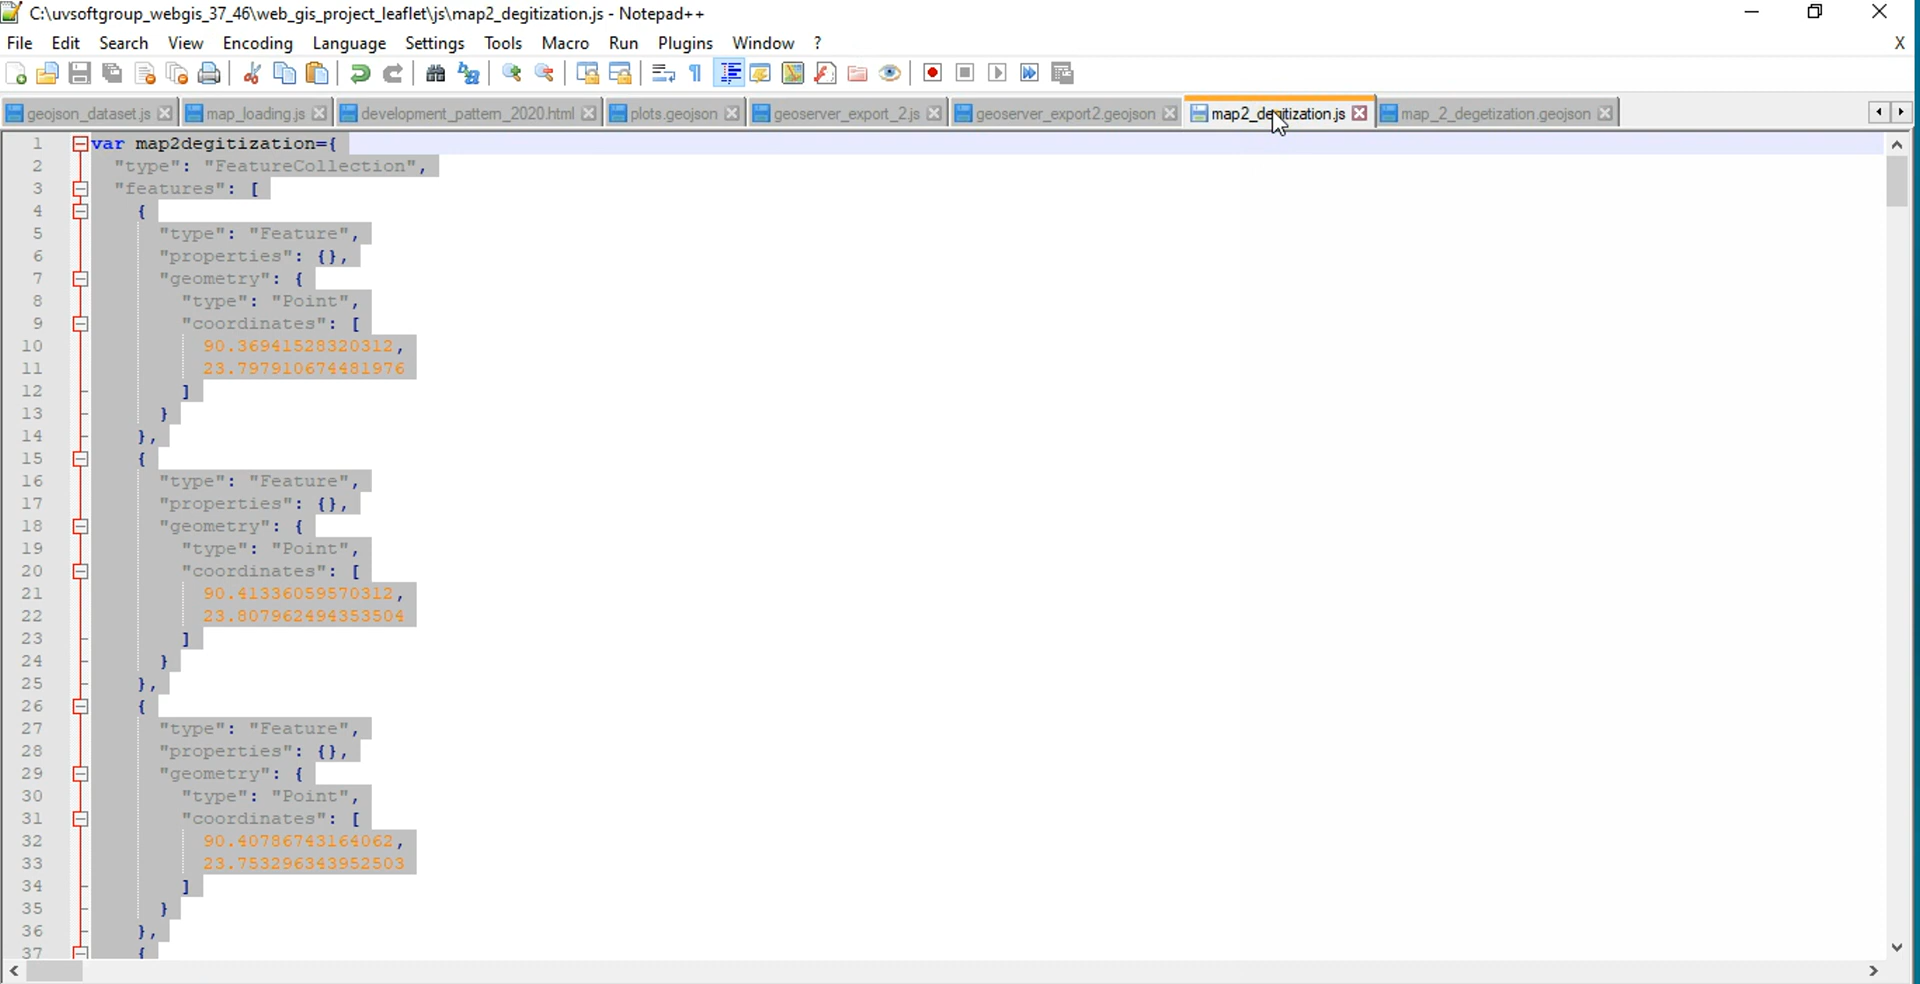 C:\uvsoftgroup_webgis_37_46\web_gis_project_leaflet\js\map2_degitization.js - Notepad++
File Edit Search View Encoding Language Settings Tools Macro Run Plugins Window ? X
geojson_dataset.js map_loading.js development_pattern_2020.html plots.geojson geoserver_export_2.js geoserver_export2.geojson map2_degitization.js map_2_degetization.geojson
1 var map2degitization={
2 "type": "FeatureCollection",
3 "features": [
4 {
5 "type": "Feature",
6 "properties": {},
7 "geometry": {
8 "type": "Point",
9 "coordinates": [
10 90.36941528320312,
11 23.797910674481976
12 ]
13 }
14 },
15 {
16 "type": "Feature",
17 "properties": {},
18 "geometry": {
19 "type": "Point",
20 "coordinates": [
21 90.41336059570312,
22 23.807962494353504
23 ]
24 }
25 },
26 {
27 "type": "Feature",
28 "properties": {},
29 "geometry": {
30 "type": "Point",
31 "coordinates": [
32 90.40786743164062,
33 23.753296343952503
34 ]
35 }
36 },
37 {